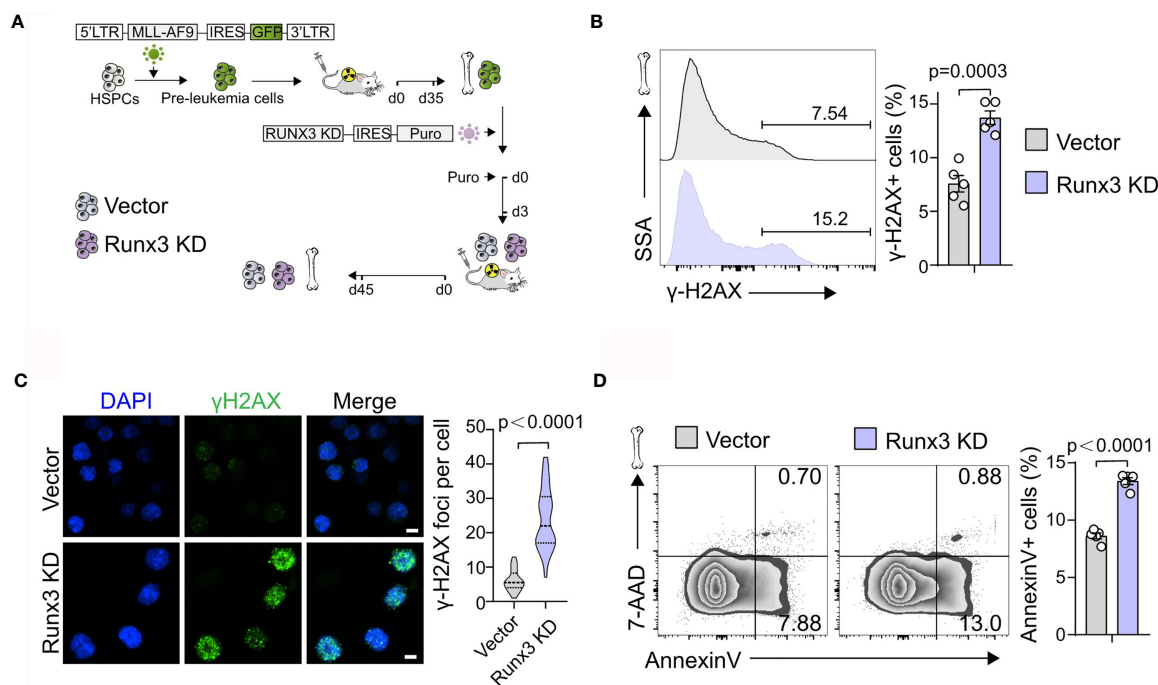 A
5'LTR MLL-AF9 IRES GFP 3'LTR
HSPCs Pre-leukemia cells d0 d35
RUNX3 KD IRES Puro
Puro d0
d3
Vector
Runx3 KD
d45 d0
B
7.54
15.2
SSA
γ-H2AX
p=0.0003
γ-H2AX+ cells (%)
15
10
5
0
Vector
Runx3 KD
C
DAPI γH2AX Merge
Vector
Runx3 KD
p<0.0001
γ-H2AX foci per cell
50
40
30
20
10
0
Vector
Runx3 KD
D
Vector Runx3 KD
0.70 0.88
7.88 13.0
7-AAD
AnnexinV
p<0.0001
AnnexinV+ cells (%)
15
10
5
0